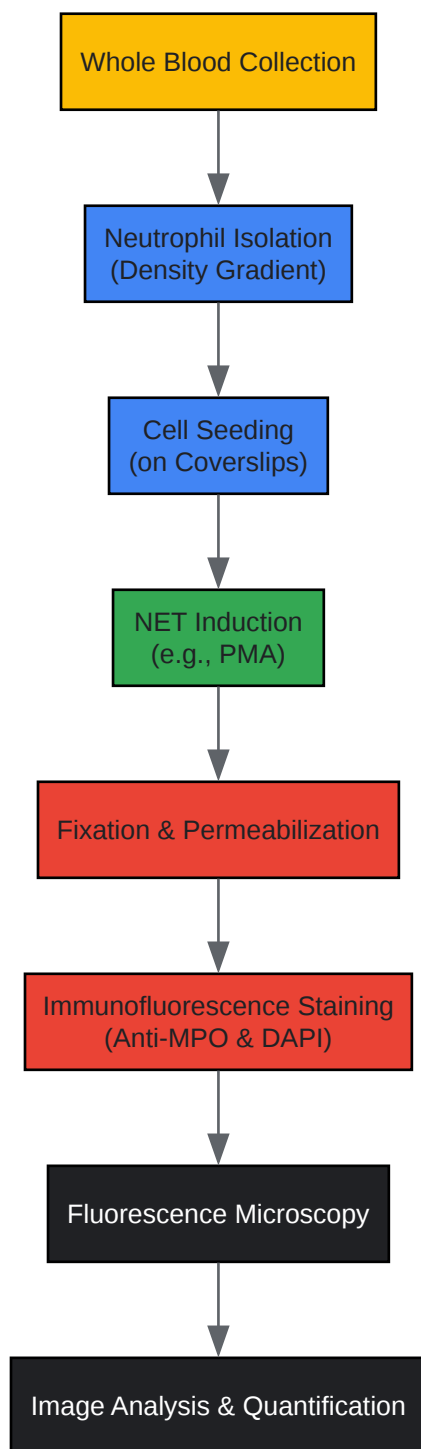 Whole Blood Collection
Neutrophil Isolation
(Density Gradient)
Cell Seeding
(on Coverslips)
NET Induction
(e.g., PMA)
Fixation & Permeabilization
Immunofluorescence Staining
(Anti-MPO & DAPI)
Fluorescence Microscopy
Image Analysis & Quantification